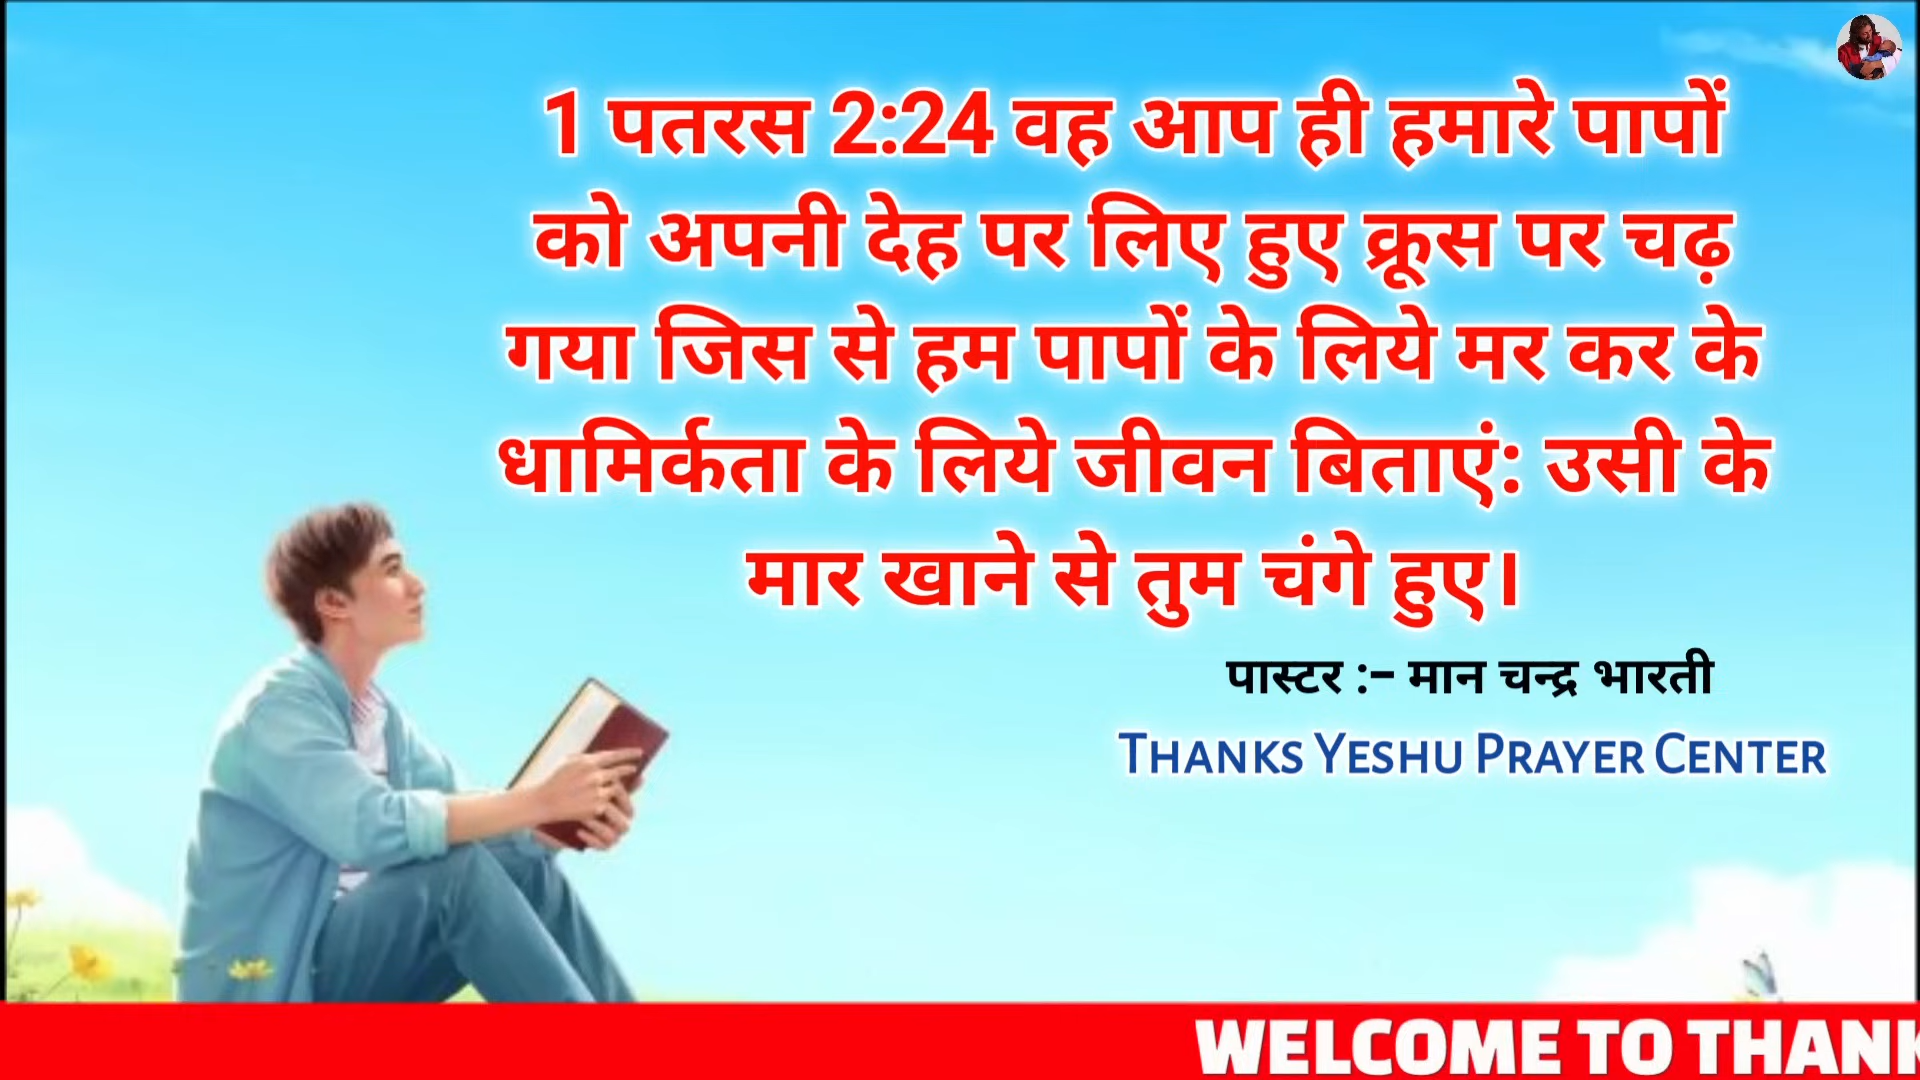 1 पतरस 2:24 वह आप ही हमारे पापों
को अपनी देह पर लिए हुए क्रूस पर चढ़
गया जिस से हम पापों के लिये मर कर के
धामिर्कता के लिये जीवन बिताएं: उसी के
मार खाने से तुम चंगे हुए।
पास्टर :- मान चन्द्र भारती
Thanks Yeshu Prayer Center
WELCOME TO THANK